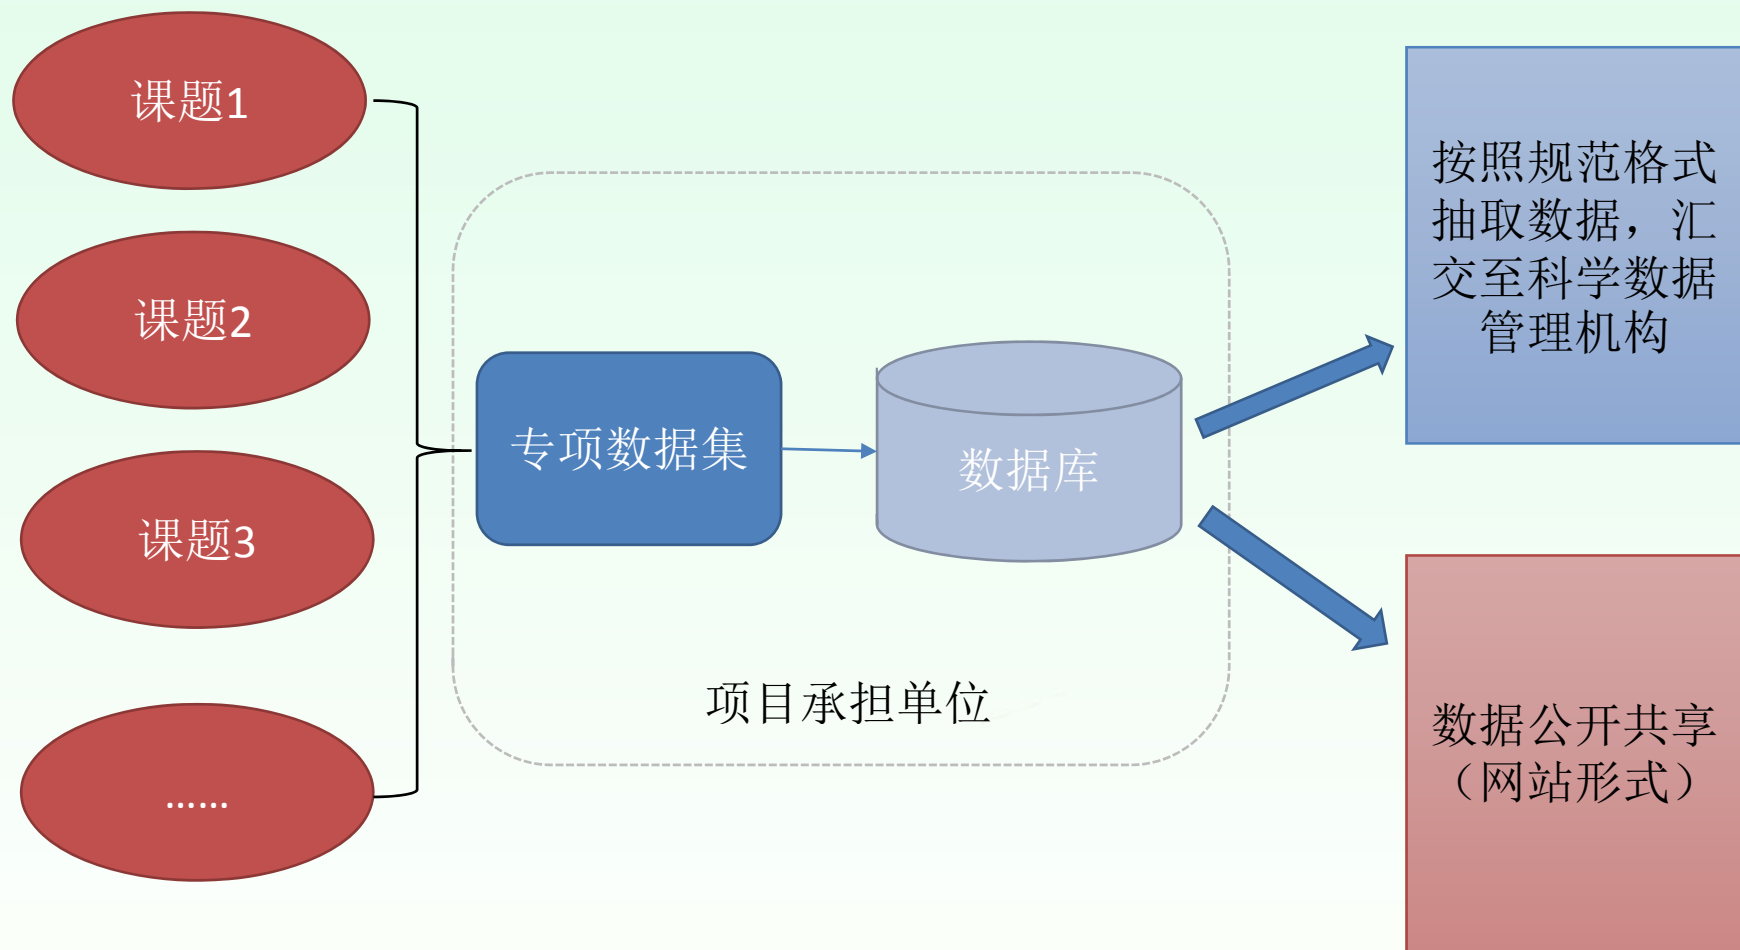 课题1
课题2
课题3
……
专项数据集
数据库
项目承担单位
按照规范格式
抽取数据，汇
交至科学数据
管理机构
数据公开共享
（网站形式）